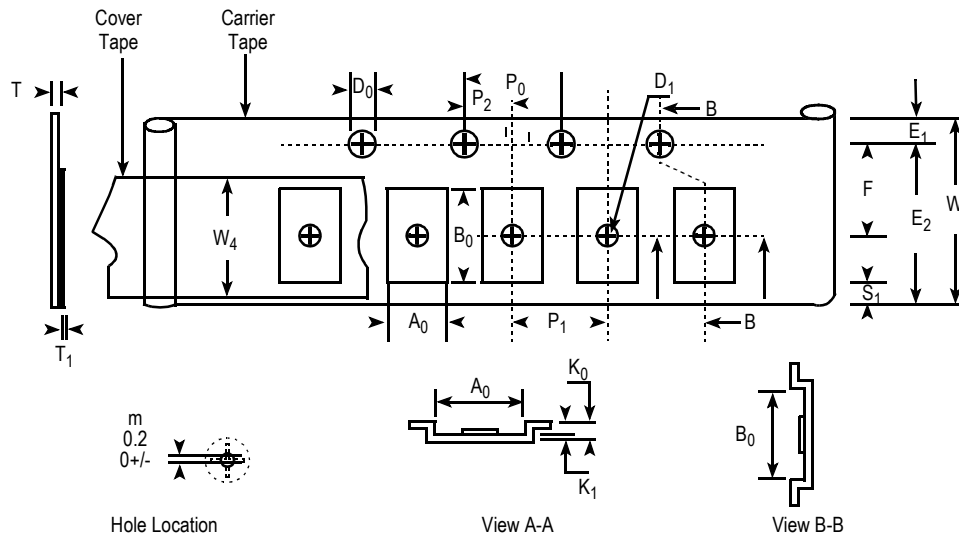 Cover
Tape
Carrier
Tape
T
D0
P2
P0
D1
B
E1
W4
B0
F
E2
W
S1
A0
P1
B
T1
m
0.2
0+/-
Hole Location
A0
K0
K1
View A-A
B0
View B-B